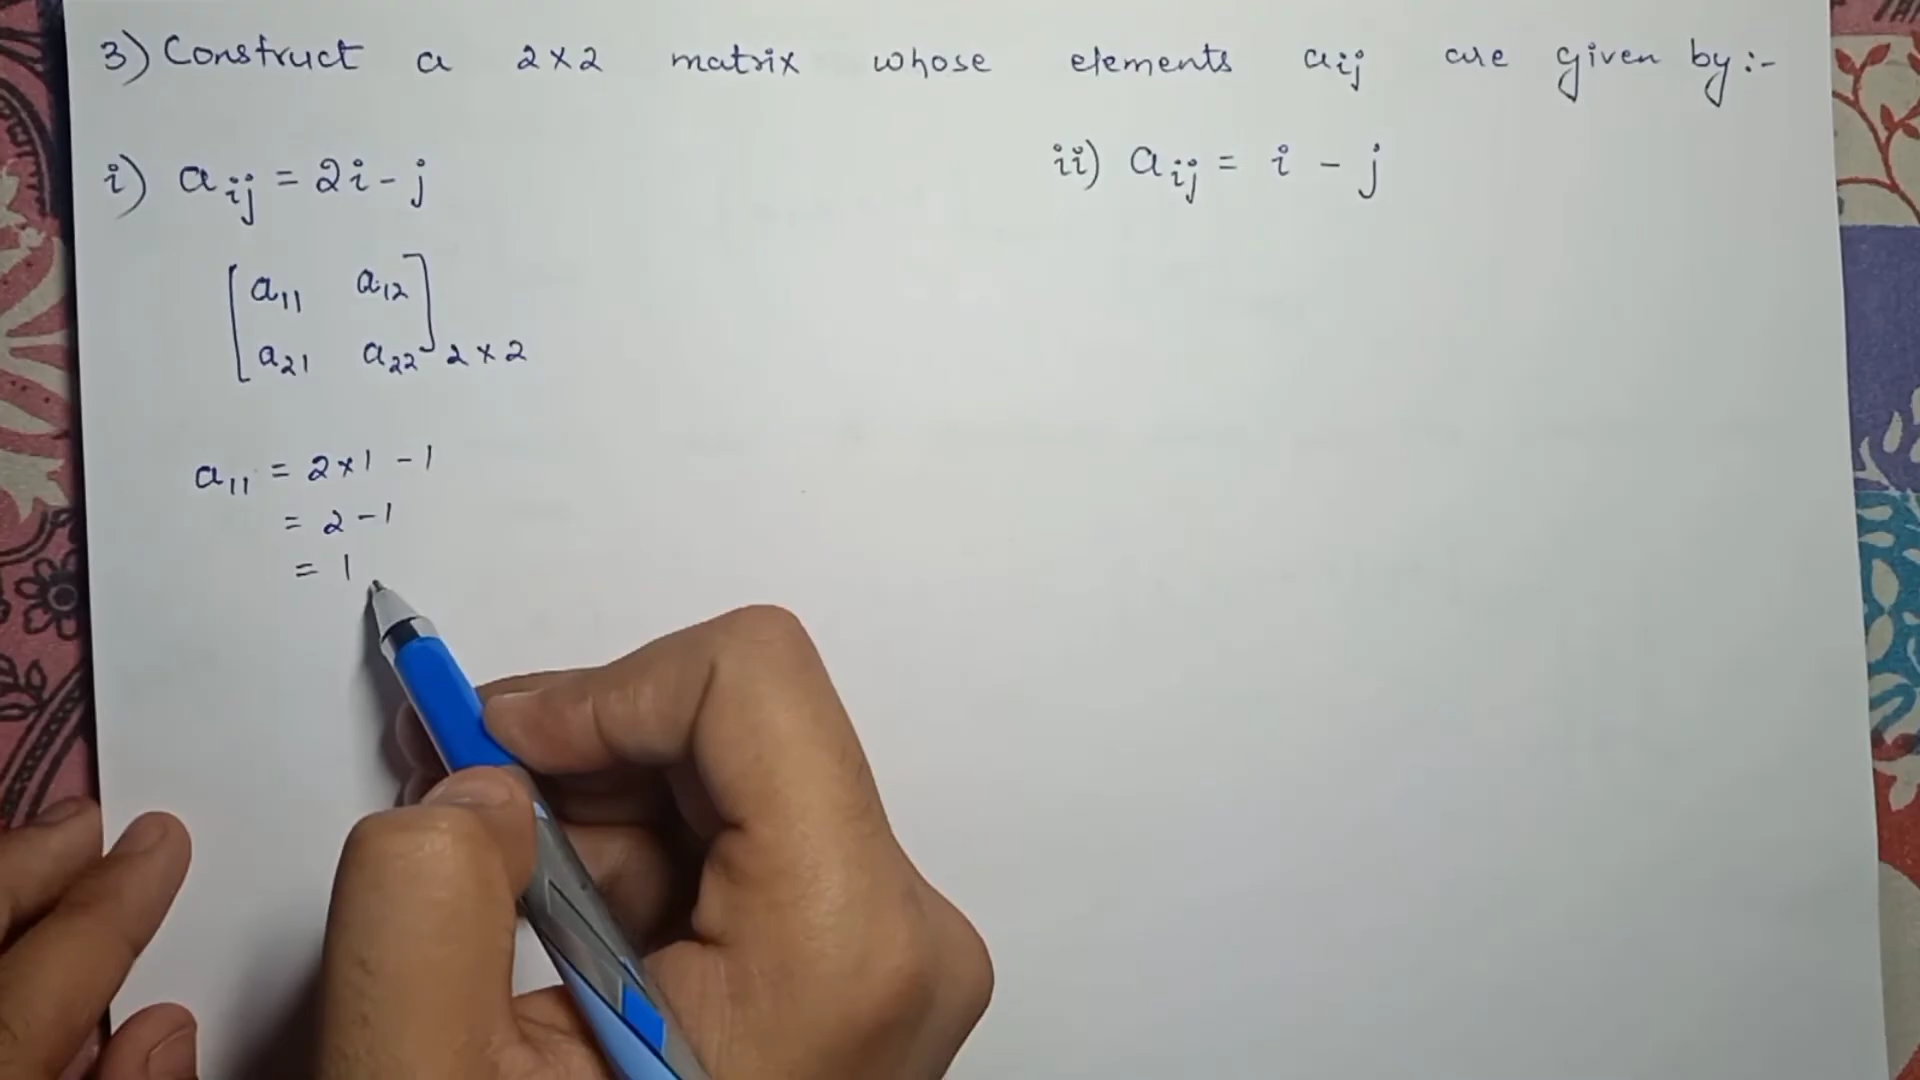 3) Construct a 2×2 matrix whose elements aij are given by:-
i) aij = 2i - j
ii) aij = i - j
[a11 a12
a21 a22] 2×2
a11 = 2×1 - 1
= 2 - 1
= 1